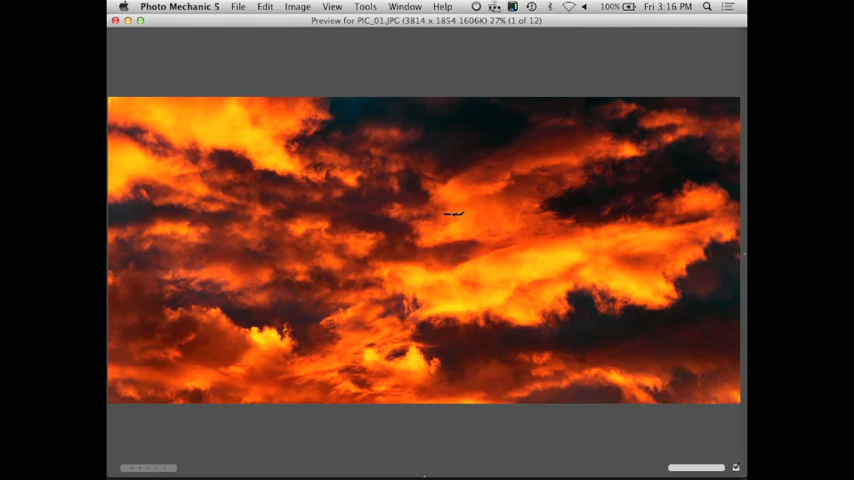 Photo Mechanic 5 File Edit Image View Tools Window Help 100% Fri 3:16 PM
Preview for PIC_01.JPG (3814 x 1854 1606K) 27% (1 of 12)